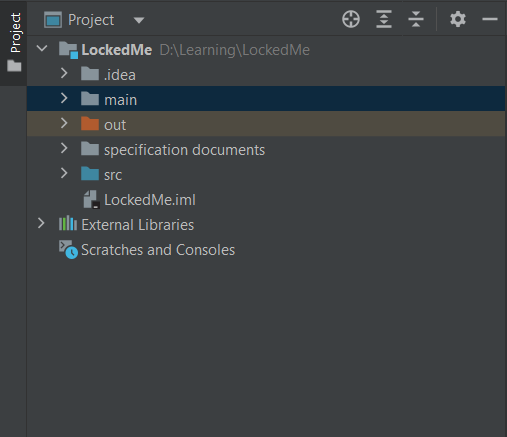 Project
Project
LockedMe D:\Learning\LockedMe
.idea
main
out
specification documents
src
LockedMe.iml
External Libraries
Scratches and Consoles